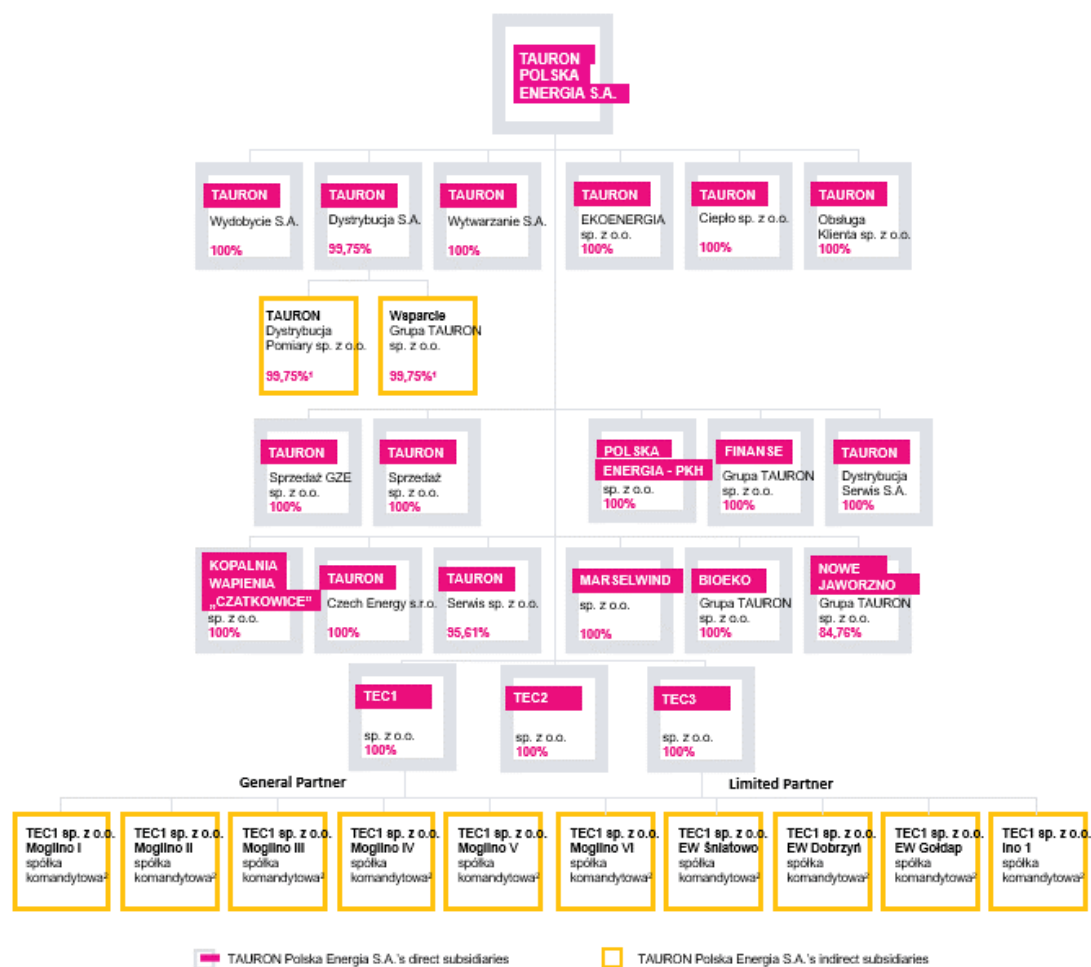 TAURON
POLSKA
ENERGIA S.A.
TAURON
Wydobycie S.A.
100%
TAURON
Dystrybucja S.A.
99,75%
TAURON
Wytwarzanie S.A.
100%
TAURON
EKOENERGIA
sp. z o.o.
100%
TAURON
Ciepło sp. z o.o.
100%
TAURON
Obsługa
Klienta sp. z o.o.
100%
TAURON
Dystrybucja
Pomiary sp. z o.o.
99,75%¹
Wsparcie
Grupa TAURON
sp. z o.o.
99,75%¹
TAURON
Sprzedaż GZE
sp. z o.o.
100%
TAURON
Sprzedaż
sp. z o.o.
100%
POLSKA
ENERGIA - PKH
sp. z o.o.
100%
FINANSE
Grupa TAURON
sp. z o.o.
100%
TAURON
Dystrybucja
Serwis S.A.
100%
KOPALNIA
WAPIENIA
„CZATKOWICE”
sp. z o.o.
100%
TAURON
Czech Energy s.r.o.
100%
TAURON
Serwis sp. z o.o.
95,61%
MARSELWIND
sp. z o.o.
100%
BIOEKO
Grupa TAURON
sp. z o.o.
100%
NOWE
JAWORZNO
Grupa TAURON
sp. z o.o.
84,76%
TEC1
sp. z o.o.
100%
TEC2
sp. z o.o.
100%
TEC3
sp. z o.o.
100%
General Partner
Limited Partner
TEC1 sp. z o.o.
Mogilno I
spółka
komandytowa²
TEC1 sp. z o.o.
Mogilno II
spółka
komandytowa²
TEC1 sp. z o.o.
Mogilno III
spółka
komandytowa²
TEC1 sp. z o.o.
Mogilno IV
spółka
komandytowa²
TEC1 sp. z o.o.
Mogilno V
spółka
komandytowa²
TEC1 sp. z o.o.
Mogilno VI
spółka
komandytowa²
TEC1 sp. z o.o.
EW Śniatowo
spółka
komandytowa²
TEC1 sp. z o.o.
EW Dobrzyń
spółka
komandytowa²
TEC1 sp. z o.o.
EW Gołdap
spółka
komandytowa²
TEC1 sp. z o.o.
Ino 1
spółka
komandytowa²
TAURON Polska Energia S.A.'s direct subsidiaries
TAURON Polska Energia S.A.'s indirect subsidiaries